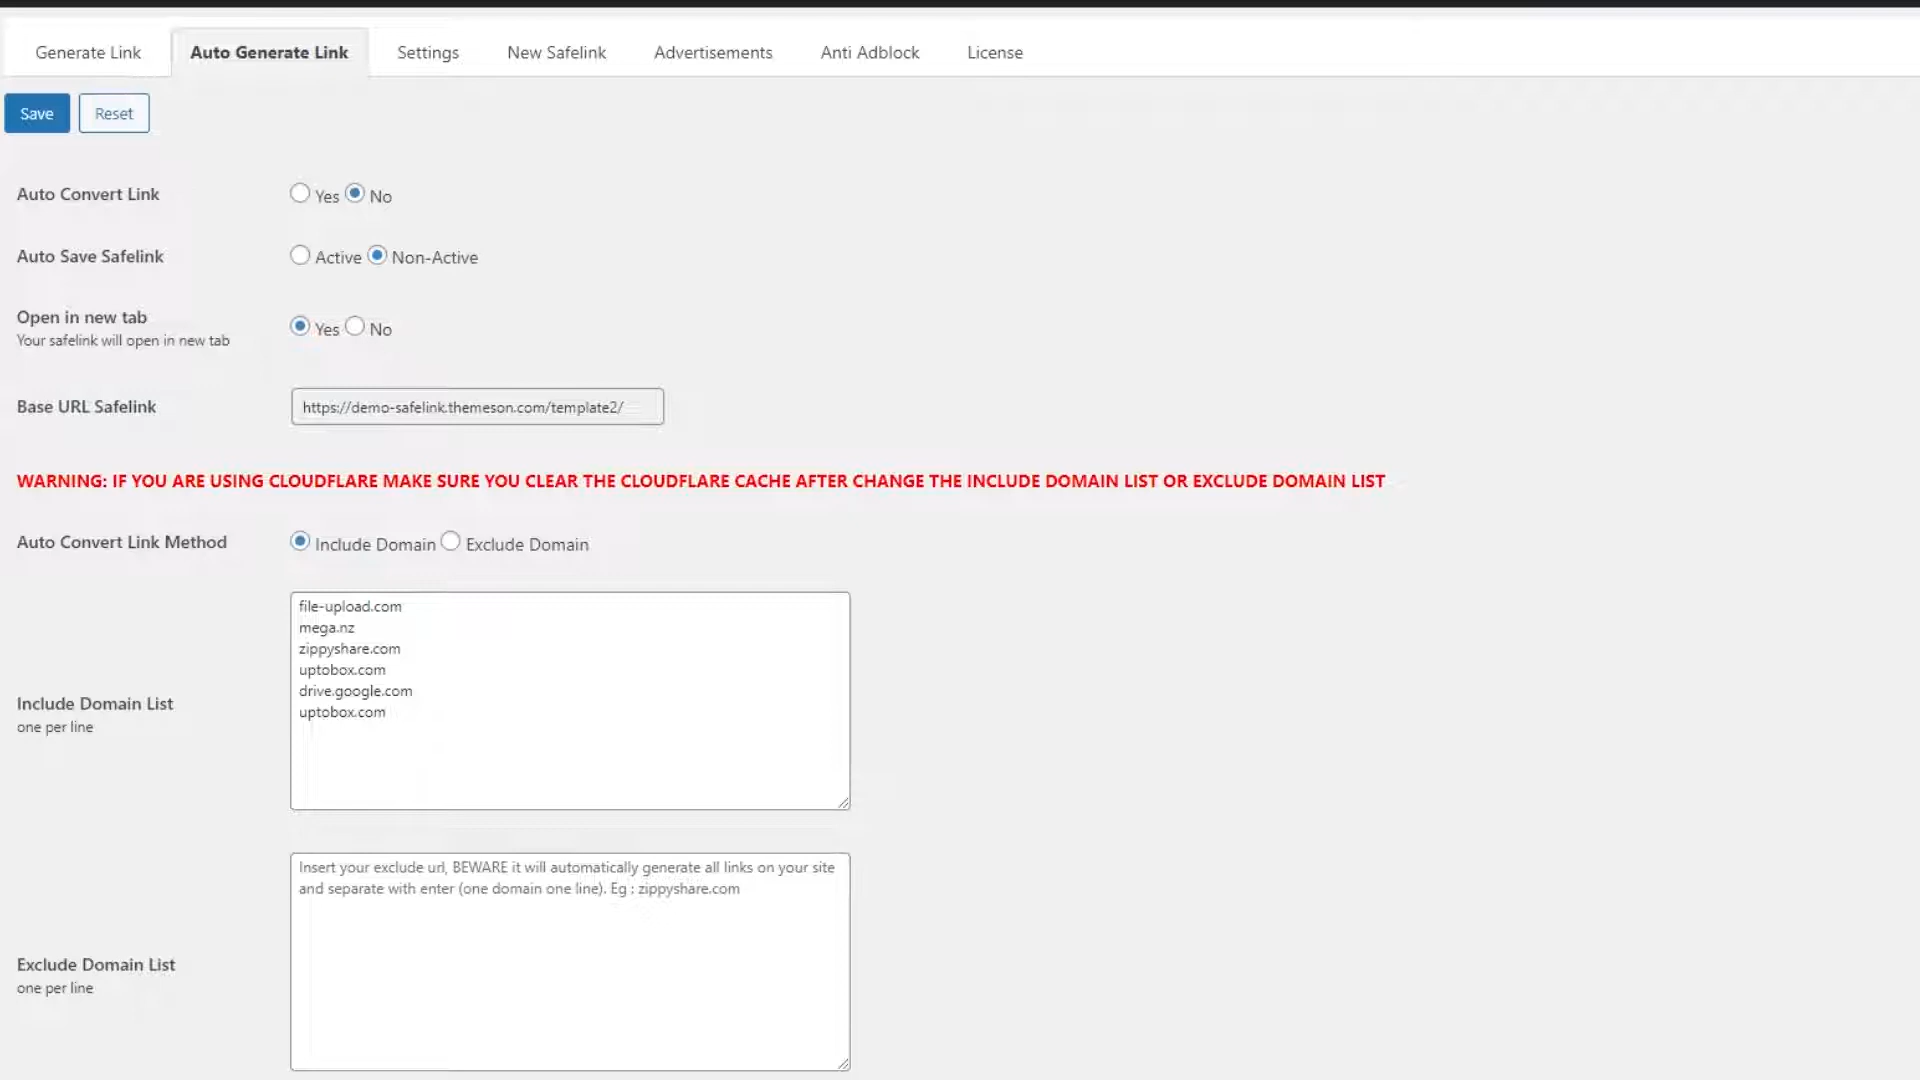 Generate Link
Auto Generate Link
Settings
New Safelink
Advertisements
Anti Adblock
License
Save
Reset
Auto Convert Link
Yes No
Auto Save Safelink
Active Non-Active
Open in new tab
Your safelink will open in new tab
Yes No
Base URL Safelink
https://demo-safelink.themeson.com/template2/
WARNING: IF YOU ARE USING CLOUDFLARE MAKE SURE YOU CLEAR THE CLOUDFLARE CACHE AFTER CHANGE THE INCLUDE DOMAIN LIST OR EXCLUDE DOMAIN LIST
Auto Convert Link Method
Include Domain Exclude Domain
Include Domain List
one per line
file-upload.com
mega.nz
zippyshare.com
uptobox.com
drive.google.com
uptobox.com
Exclude Domain List
one per line
Insert your exclude url, BEWARE it will automatically generate all links on your site
and separate with enter (one domain one line). Eg : zippyshare.com